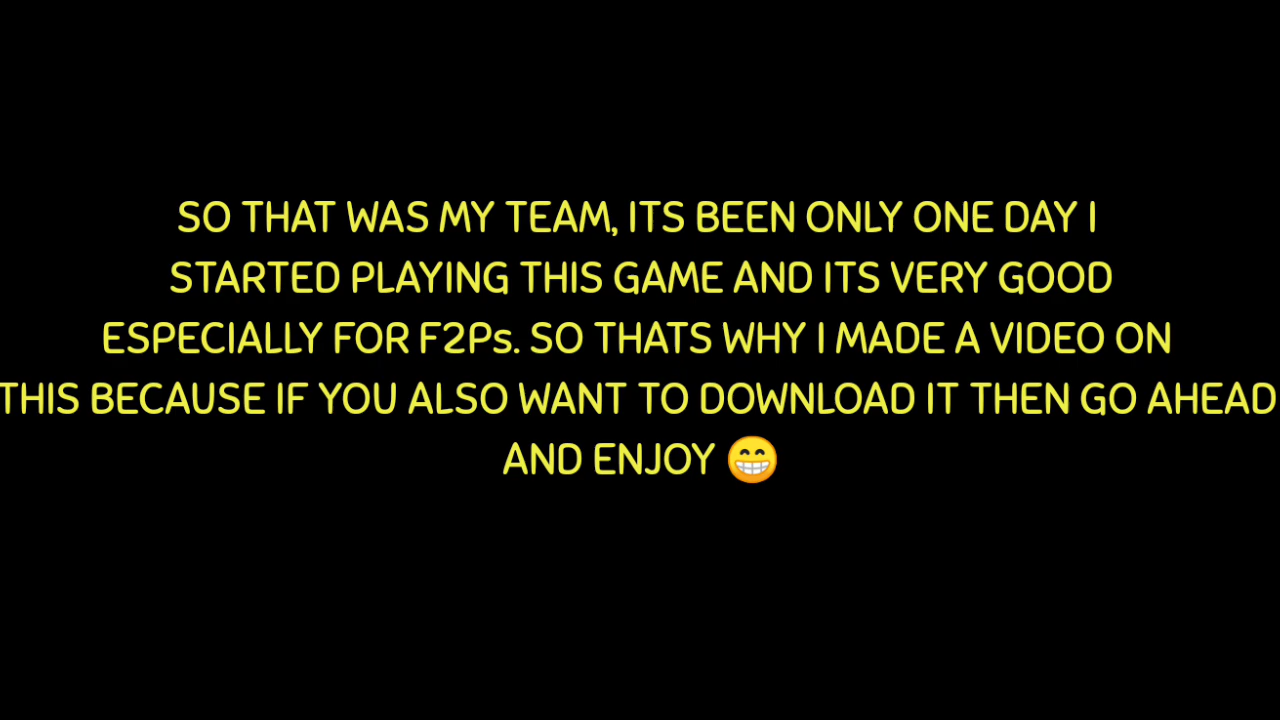 SO THAT WAS MY TEAM, ITS BEEN ONLY ONE DAY I
STARTED PLAYING THIS GAME AND ITS VERY GOOD
ESPECIALLY FOR F2Ps. SO THATS WHY I MADE A VIDEO ON
THIS BECAUSE IF YOU ALSO WANT TO DOWNLOAD IT THEN GO AHEAD
AND ENJOY 😁